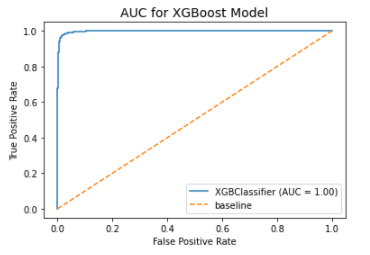 AUC for XGBoost Model
True Positive Rate
1.0
0.8
0.6
0.4
0.2
0.0
XGBClassifier (AUC = 1.00)
baseline
0.0 0.2 0.4 0.6 0.8 1.0
False Positive Rate